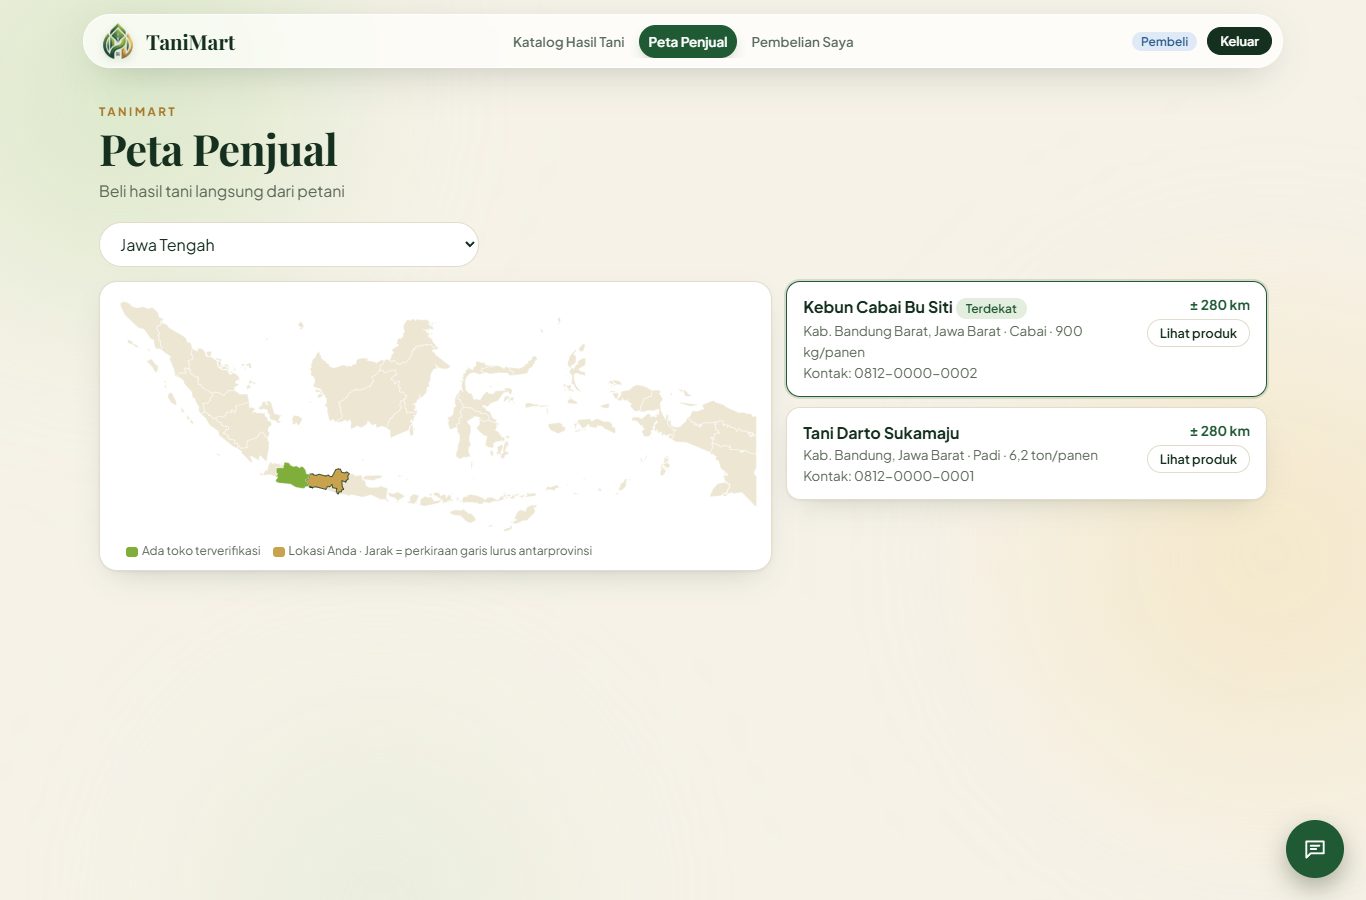 TaniMart
Katalog Hasil Tani
Peta Penjual
Pembelian Saya
Pembeli
Keluar
TANIMART
Peta Penjual
Beli hasil tani langsung dari petani
Jawa Tengah
Ada toko terverifikasi
Lokasi Anda · Jarak = perkiraan garis lurus antarprovinsi
Kebun Cabai Bu Siti Terdekat
± 280 km
Kab. Bandung Barat, Jawa Barat · Cabai · 900
kg/panen
Kontak: 0812-0000-0002
Lihat produk
Tani Darto Sukamaju
± 280 km
Kab. Bandung, Jawa Barat · Padi · 6,2 ton/panen
Kontak: 0812-0000-0001
Lihat produk